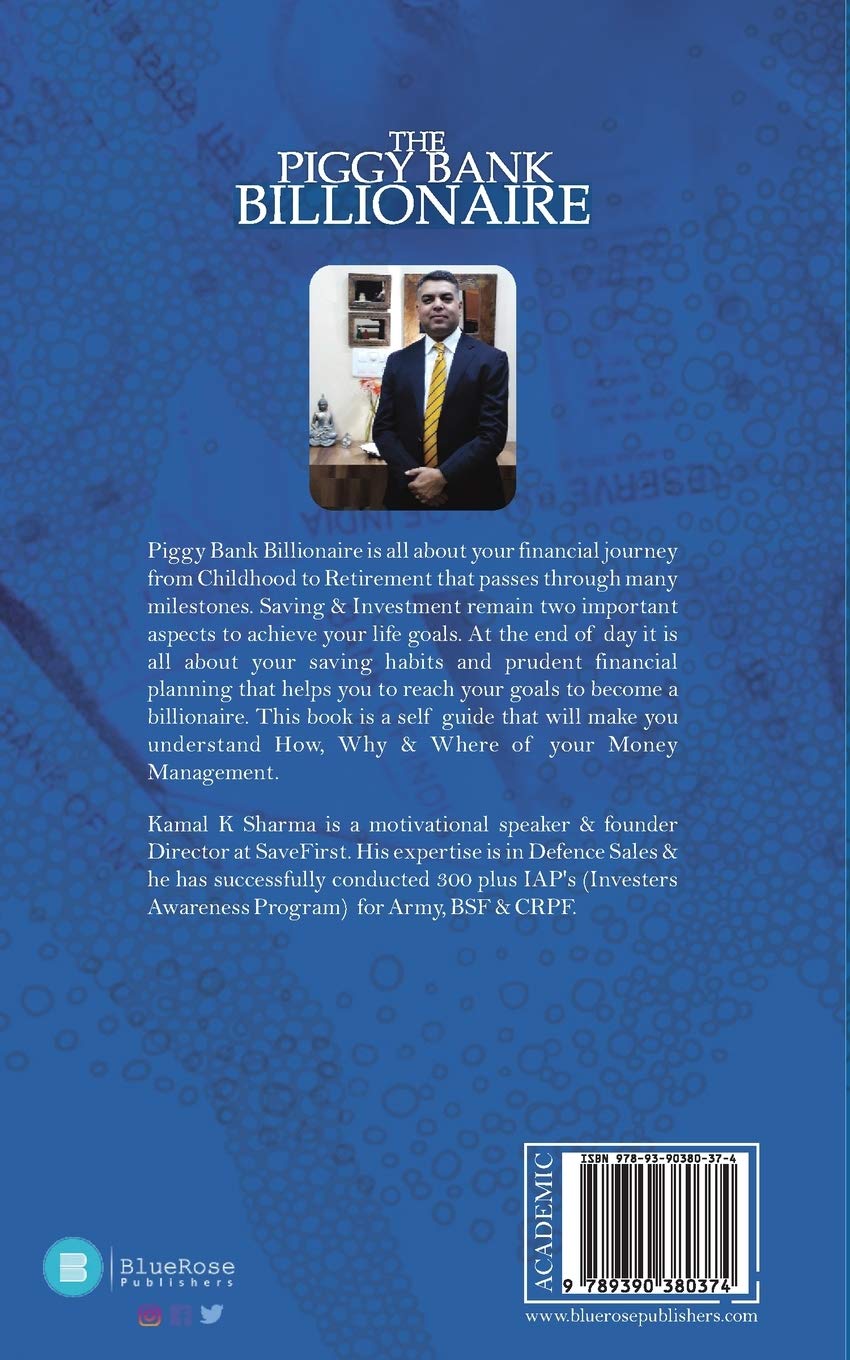 THE
PIGGY BANK
BILLIONAIRE
Piggy Bank Billionaire is all about your financial journey
from Childhood to Retirement that passes through many
milestones. Saving & Investment remain two important
aspects to achieve your life goals. At the end of day it is
all about your saving habits and prudent financial
planning that helps you to reach your goals to become a
billionaire. This book is a self guide that will make you
understand How, Why & Where of your Money
Management.
Kamal K Sharma is a motivational speaker & founder
Director at SaveFirst. His expertise is in Defence Sales &
he has successfully conducted 300 plus IAP's (Investers
Awareness Program) for Army, BSF & CRPF.
ACADEMIC
ISBN 978-93-90380-37-4
9 789390 380374
www.bluerosepublishers.com
BlueRose
Publishers
RESERVE
BANK OF INDIA